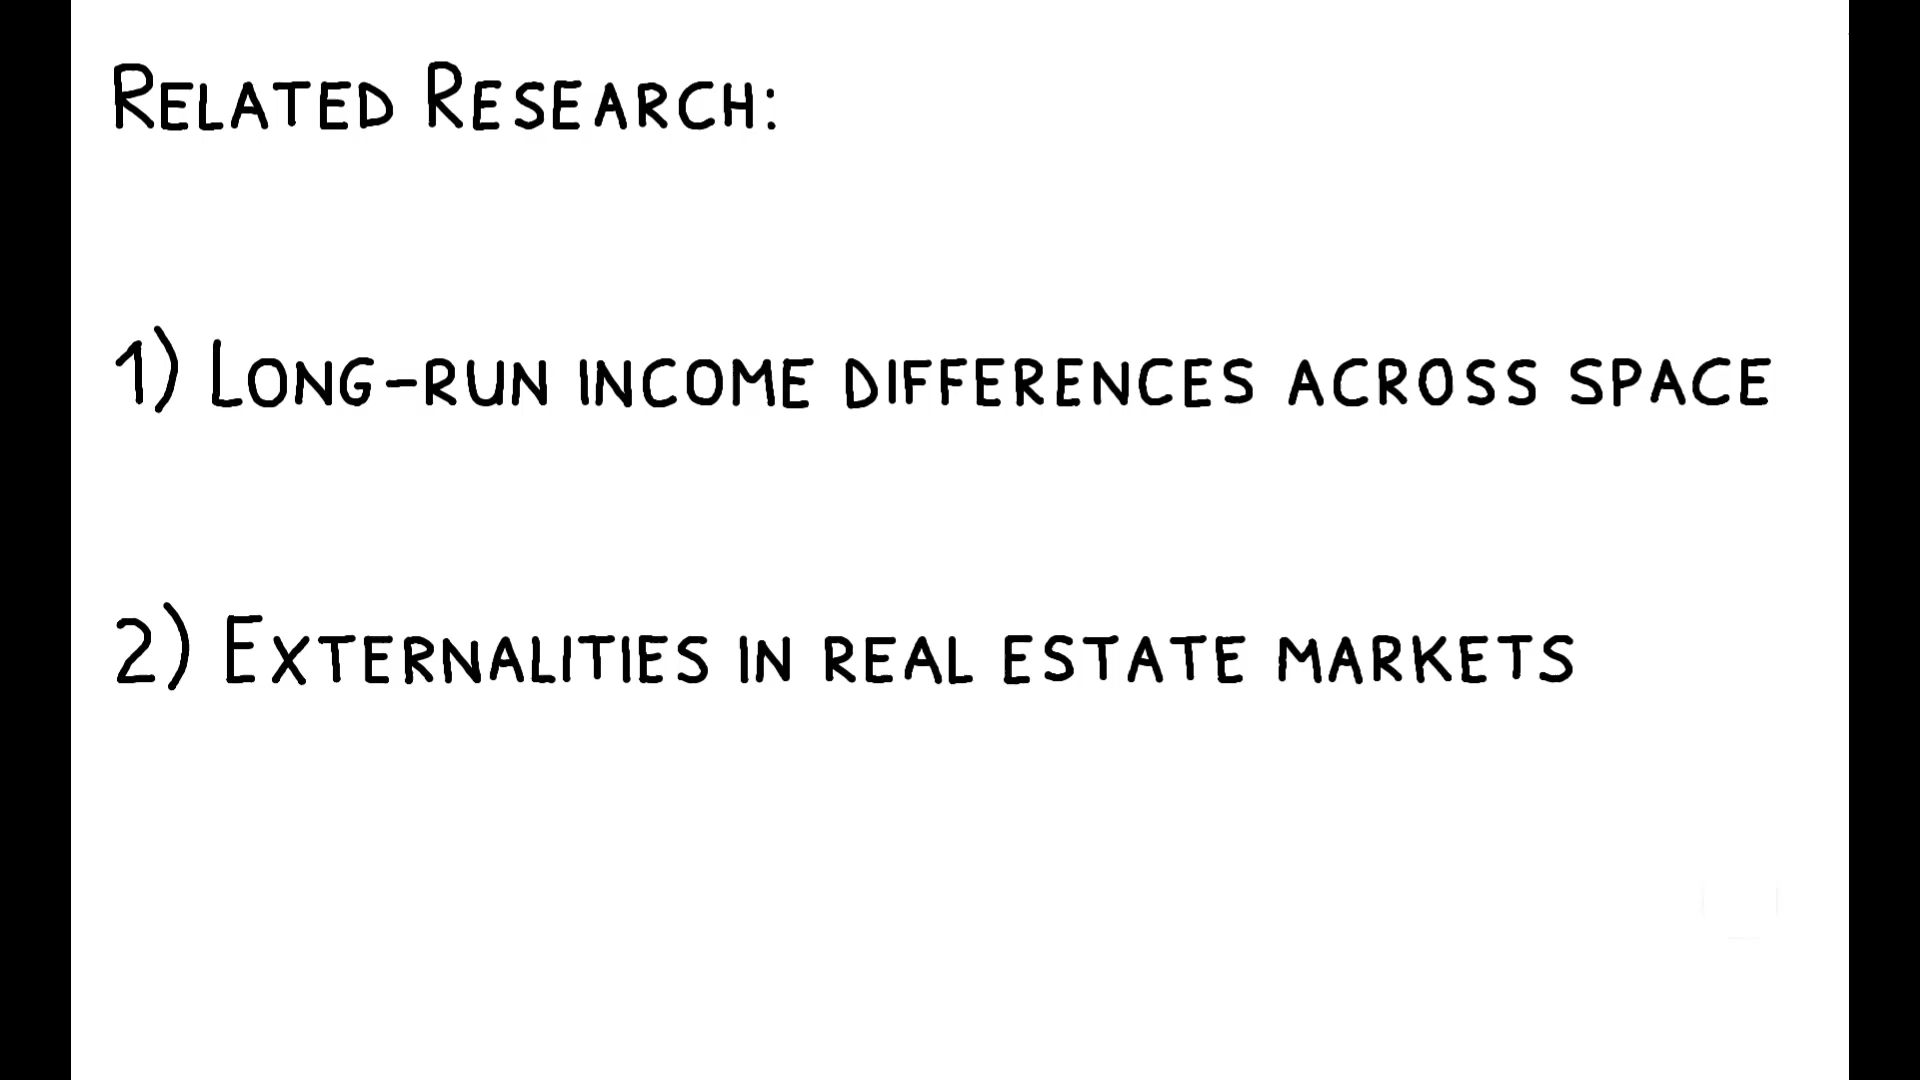 Related Research:
1) Long-run income differences across space
2) Externalities in real estate markets